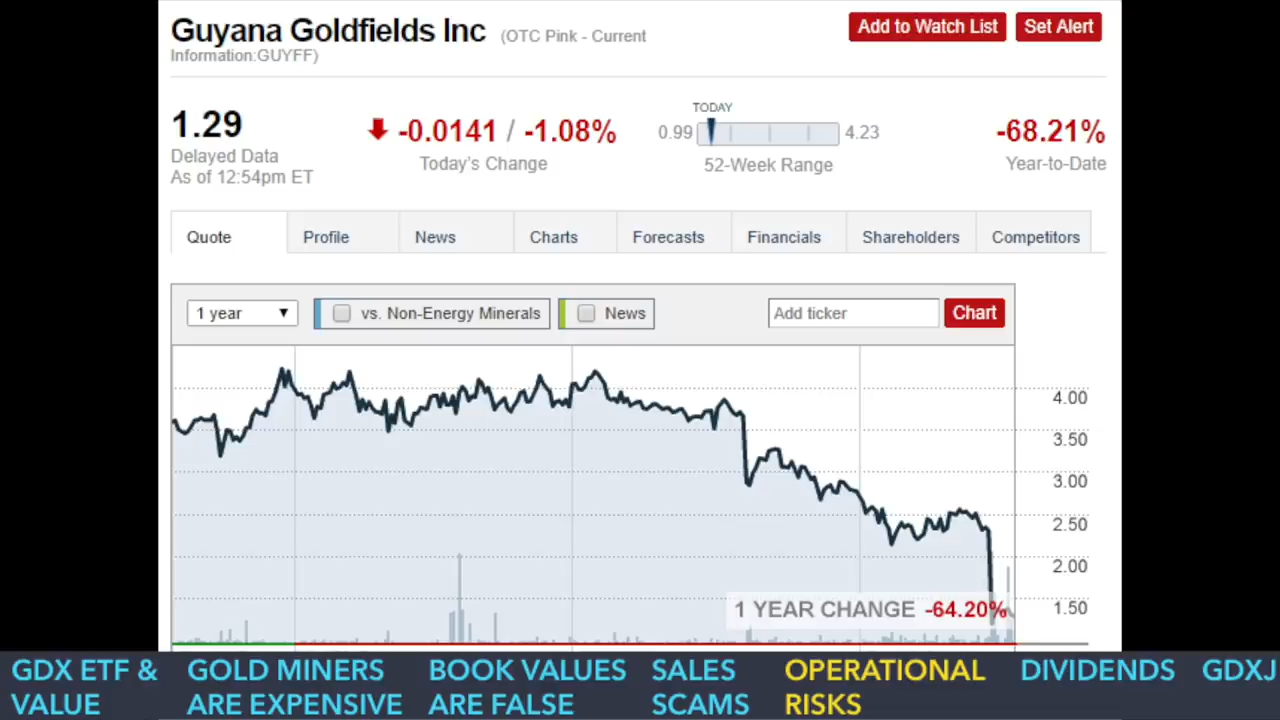 Guyana Goldfields Inc (OTC Pink - Current
Information:GUYFF)
Add to Watch List
Set Alert
1.29
Delayed Data
As of 12:54pm ET
-0.0141 / -1.08%
Today's Change
TODAY
0.99
4.23
52-Week Range
-68.21%
Year-to-Date
Quote
Profile
News
Charts
Forecasts
Financials
Shareholders
Competitors
1 year
vs. Non-Energy Minerals
News
Add ticker
Chart
4.00
3.50
3.00
2.50
2.00
1.50
1 YEAR CHANGE -64.20%
GDX ETF &
VALUE
GOLD MINERS
ARE EXPENSIVE
BOOK VALUES
ARE FALSE
SALES
SCAMS
OPERATIONAL
RISKS
DIVIDENDS
GDXJ